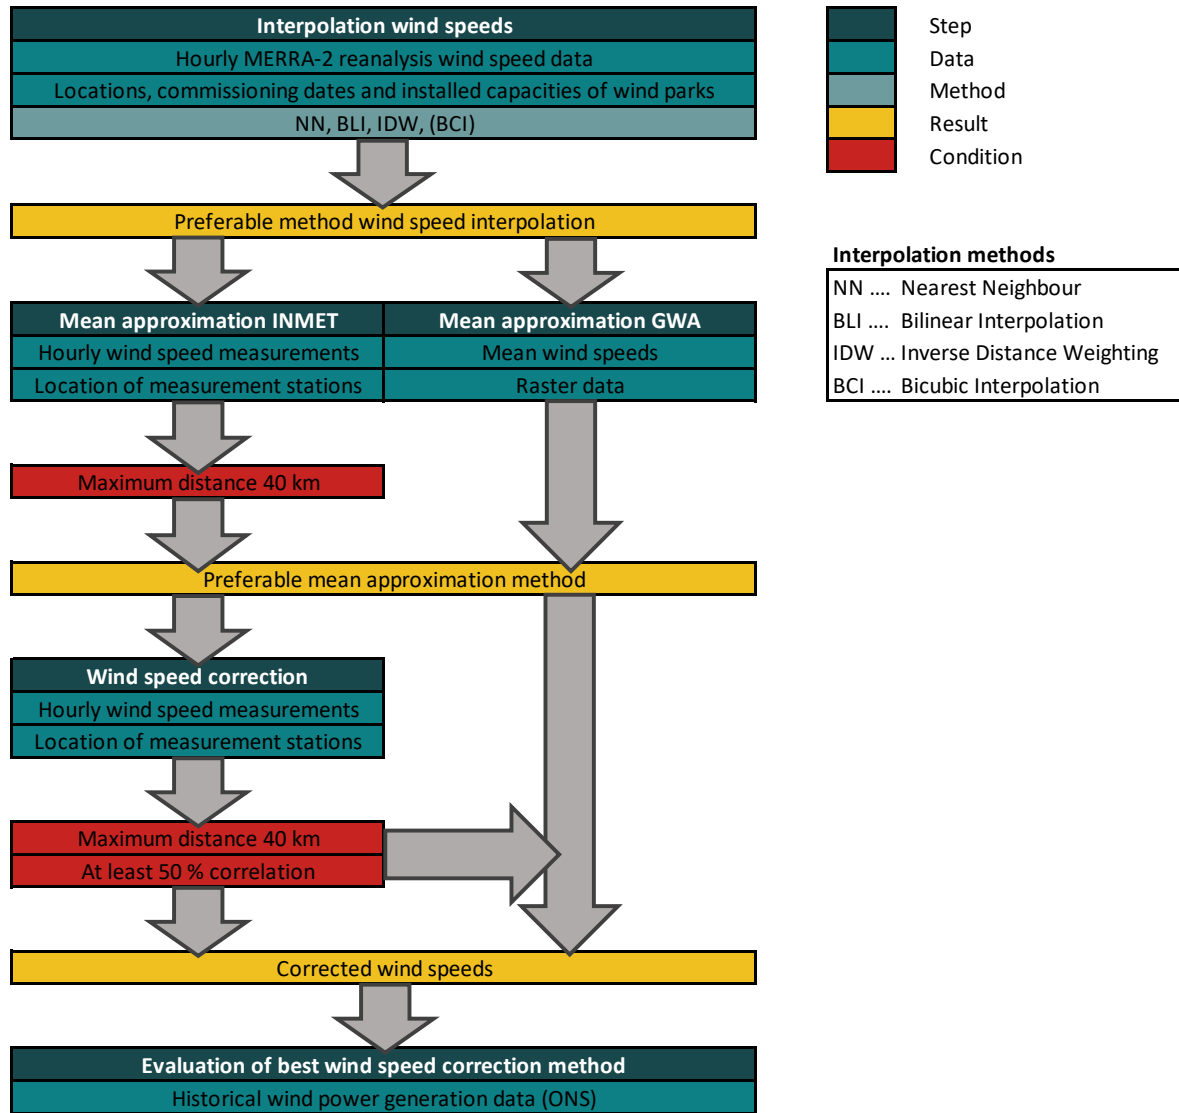 Interpolation wind speeds
Hourly MERRA-2 reanalysis wind speed data
Locations, commissioning dates and installed capacities of wind parks
NN, BLI, IDW, (BCI)
Preferable method wind speed interpolation
Mean approximation INMET
Mean approximation GWA
Hourly wind speed measurements
Mean wind speeds
Location of measurement stations
Raster data
Maximum distance 40 km
Preferable mean approximation method
Wind speed correction
Hourly wind speed measurements
Location of measurement stations
Maximum distance 40 km
At least 50 % correlation
Corrected wind speeds
Evaluation of best wind speed correction method
Historical wind power generation data (ONS)
Step
Data
Method
Result
Condition
Interpolation methods
NN .... Nearest Neighbour
BLI .... Bilinear Interpolation
IDW ... Inverse Distance Weighting
BCI .... Bicubic Interpolation